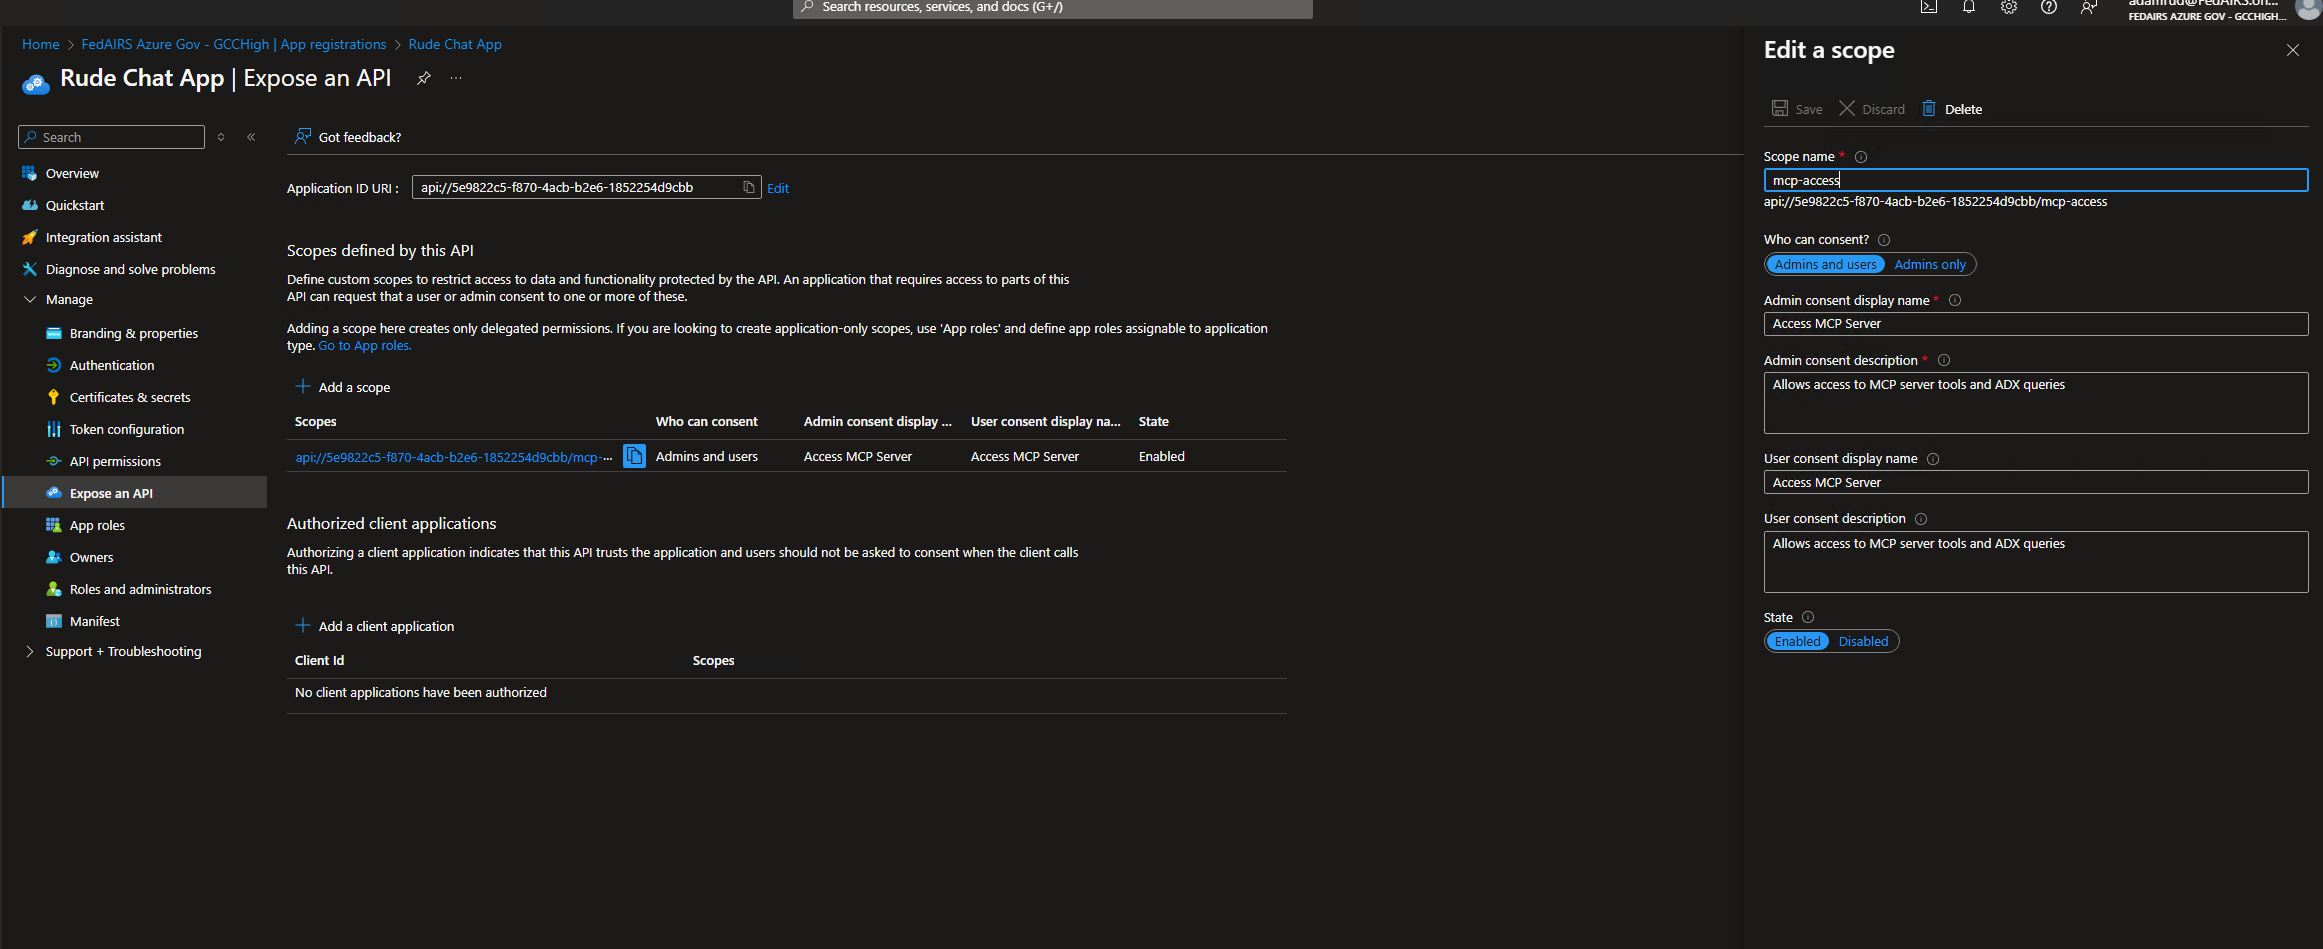 Search resources, services, and docs (G+/)
FEDAIRS AZURE GOV - GCCHIGH...
Home > FedAIRS Azure Gov - GCCHigh | App registrations > Rude Chat App
Rude Chat App | Expose an API
Search
Overview
Quickstart
Integration assistant
Diagnose and solve problems
Manage
Branding & properties
Authentication
Certificates & secrets
Token configuration
API permissions
Expose an API
App roles
Owners
Roles and administrators
Manifest
Support + Troubleshooting
Got feedback?
Application ID URI : api://5e9822c5-f870-4acb-b2e6-1852254d9cbb Edit
Scopes defined by this API
Define custom scopes to restrict access to data and functionality protected by the API. An application that requires access to parts of this
API can request that a user or admin consent to one or more of these.
Adding a scope here creates only delegated permissions. If you are looking to create application-only scopes, use 'App roles' and define app roles assignable to application
type. Go to App roles.
Add a scope
Scopes Who can consent Admin consent display ... User consent display na... State
api://5e9822c5-f870-4acb-b2e6-1852254d9cbb/mcp-... Admins and users Access MCP Server Access MCP Server Enabled
Authorized client applications
Authorizing a client application indicates that this API trusts the application and users should not be asked to consent when the client calls
this API.
Add a client application
Client Id Scopes
No client applications have been authorized
Edit a scope
Save Discard Delete
Scope name *
mcp-access
api://5e9822c5-f870-4acb-b2e6-1852254d9cbb/mcp-access
Who can consent?
Admins and users Admins only
Admin consent display name *
Access MCP Server
Admin consent description *
Allows access to MCP server tools and ADX queries
User consent display name
Access MCP Server
User consent description
Allows access to MCP server tools and ADX queries
State
Enabled Disabled